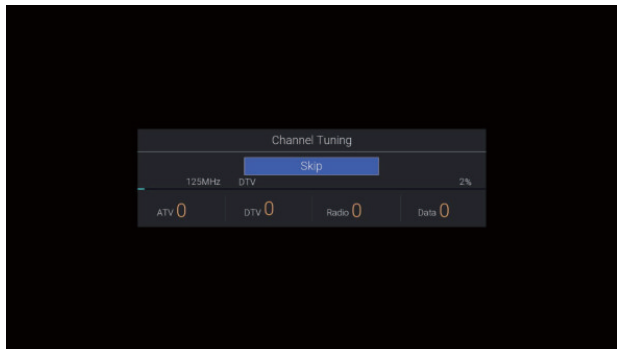 Channel Tuning
Skip
125MHz DTV 2%
ATV 0 DTV 0 Radio 0 Data 0